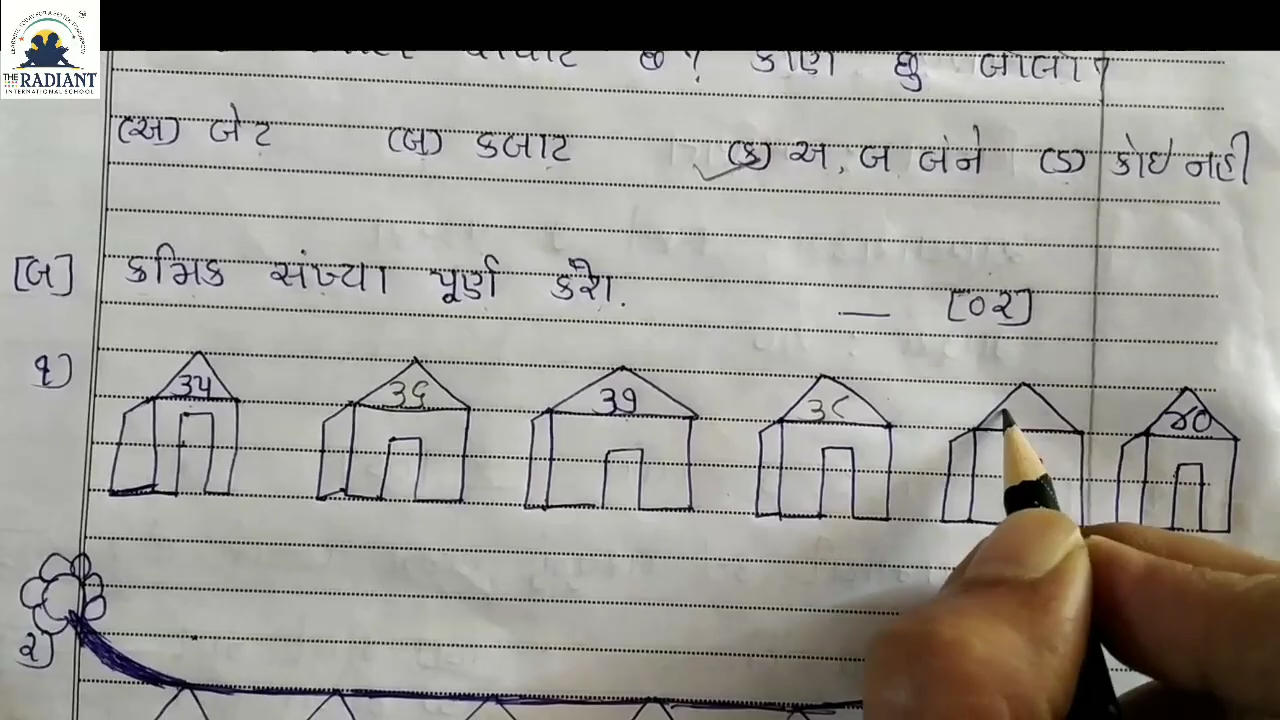 THE RADIANT
INTERNATIONAL SCHOOL
છે? કોણ છું બોલો?
(અ) બેટ (બ) કબાટ (ક) અ, બ બંને (ડ) કોઈ નહી
[બ] ક્રમિક સંખ્યા પૂર્ણ કરો. — [૦૨]
૧)
૩૫ ૩૬ ૩૭ ૩૮ ૪૦
૨)